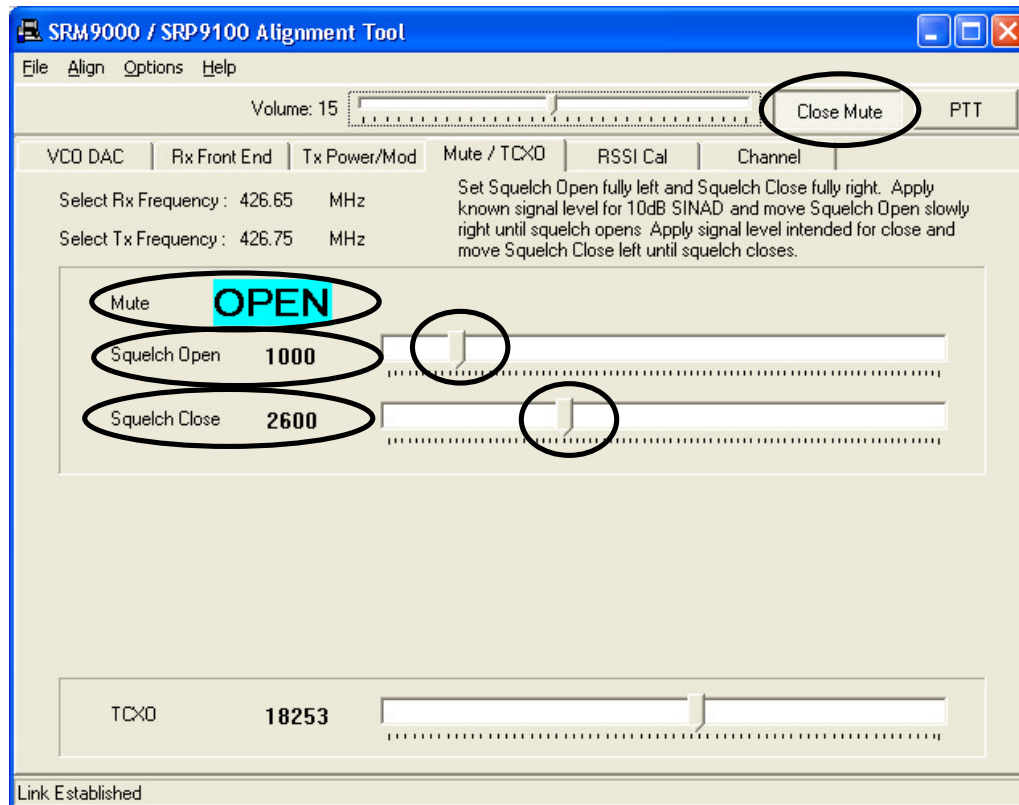 SRM9000 / SRP9100 Alignment Tool
File Align Options Help
Volume: 15 Close Mute PTT
VCO DAC Rx Front End Tx Power/Mod Mute / TCXO RSSI Cal Channel
Select Rx Frequency : 426.65 MHz
Select Tx Frequency : 426.75 MHz
Set Squelch Open fully left and Squelch Close fully right. Apply
known signal level for 10dB SINAD and move Squelch Open slowly
right until squelch opens Apply signal level intended for close and
move Squelch Close left until squelch closes.
Mute OPEN
Squelch Open 1000
Squelch Close 2600
TCXO 18253
Link Established